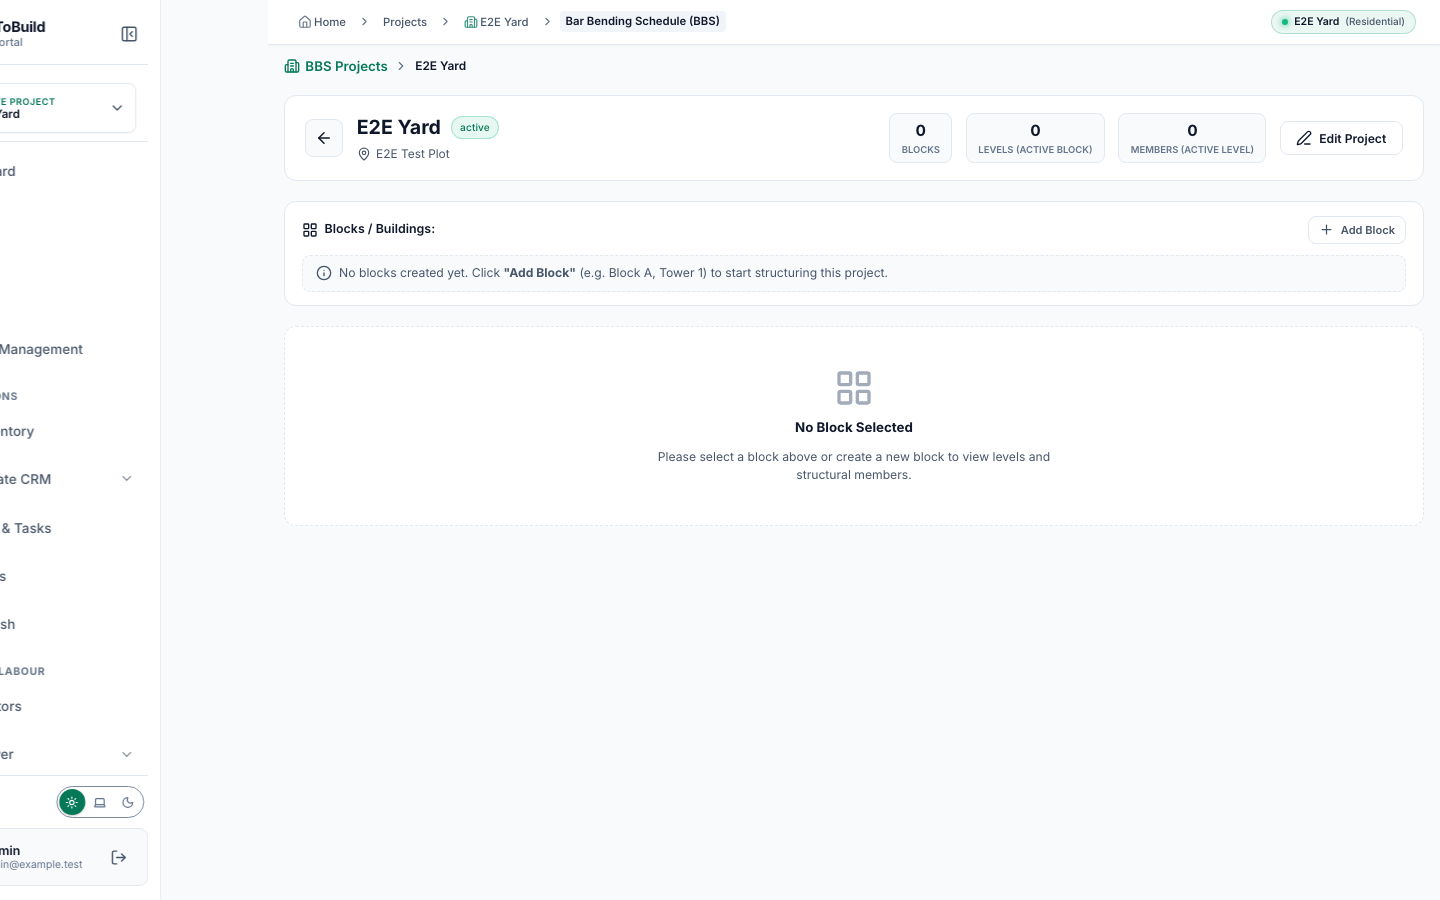 ToBuild
ortal
E PROJECT
Yard
rd
Management
ONS
ntory
ate CRM
& Tasks
s
sh
LABOUR
tors
er
min
in@example.test
Home
Projects
E2E Yard
Bar Bending Schedule (BBS)
E2E Yard (Residential)
BBS Projects
E2E Yard
E2E Yard active
E2E Test Plot
0
BLOCKS
0
LEVELS (ACTIVE BLOCK)
0
MEMBERS (ACTIVE LEVEL)
Edit Project
Blocks / Buildings:
Add Block
No blocks created yet. Click "Add Block" (e.g. Block A, Tower 1) to start structuring this project.
No Block Selected
Please select a block above or create a new block to view levels and
structural members.